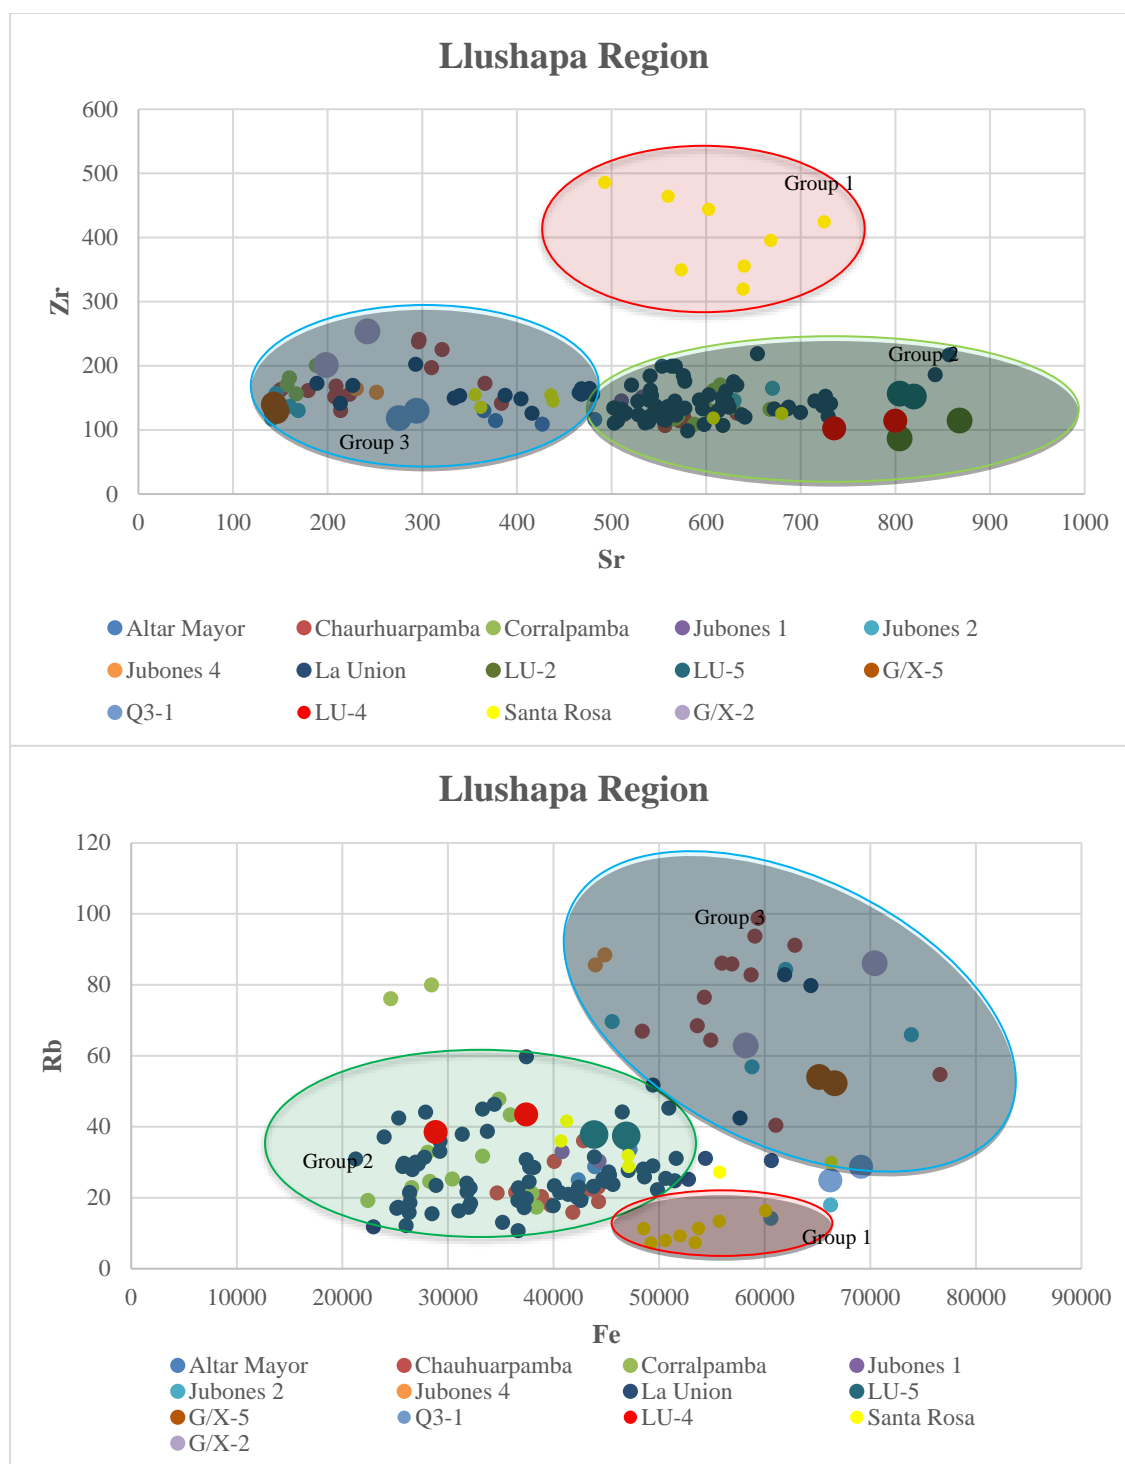 Llushapa Region
600
500
400
300
200
100
0
Zr
Group 1
Group 2
Group 3
0 100 200 300 400 500 600 700 800 900 1000
Sr
Altar Mayor Chaurhuarpamba Corralpamba Jubones 1 Jubones 2
Jubones 4 La Union LU-2 LU-5 G/X-5
Q3-1 LU-4 Santa Rosa G/X-2
Llushapa Region
120
100
80
60
40
20
0
Rb
Group 3
Group 2
Group 1
0 10000 20000 30000 40000 50000 60000 70000 80000 90000
Fe
Altar Mayor Chauhuarpamba Corralpamba Jubones 1
Jubones 2 Jubones 4 La Union LU-5
G/X-5 Q3-1 LU-4 Santa Rosa
G/X-2